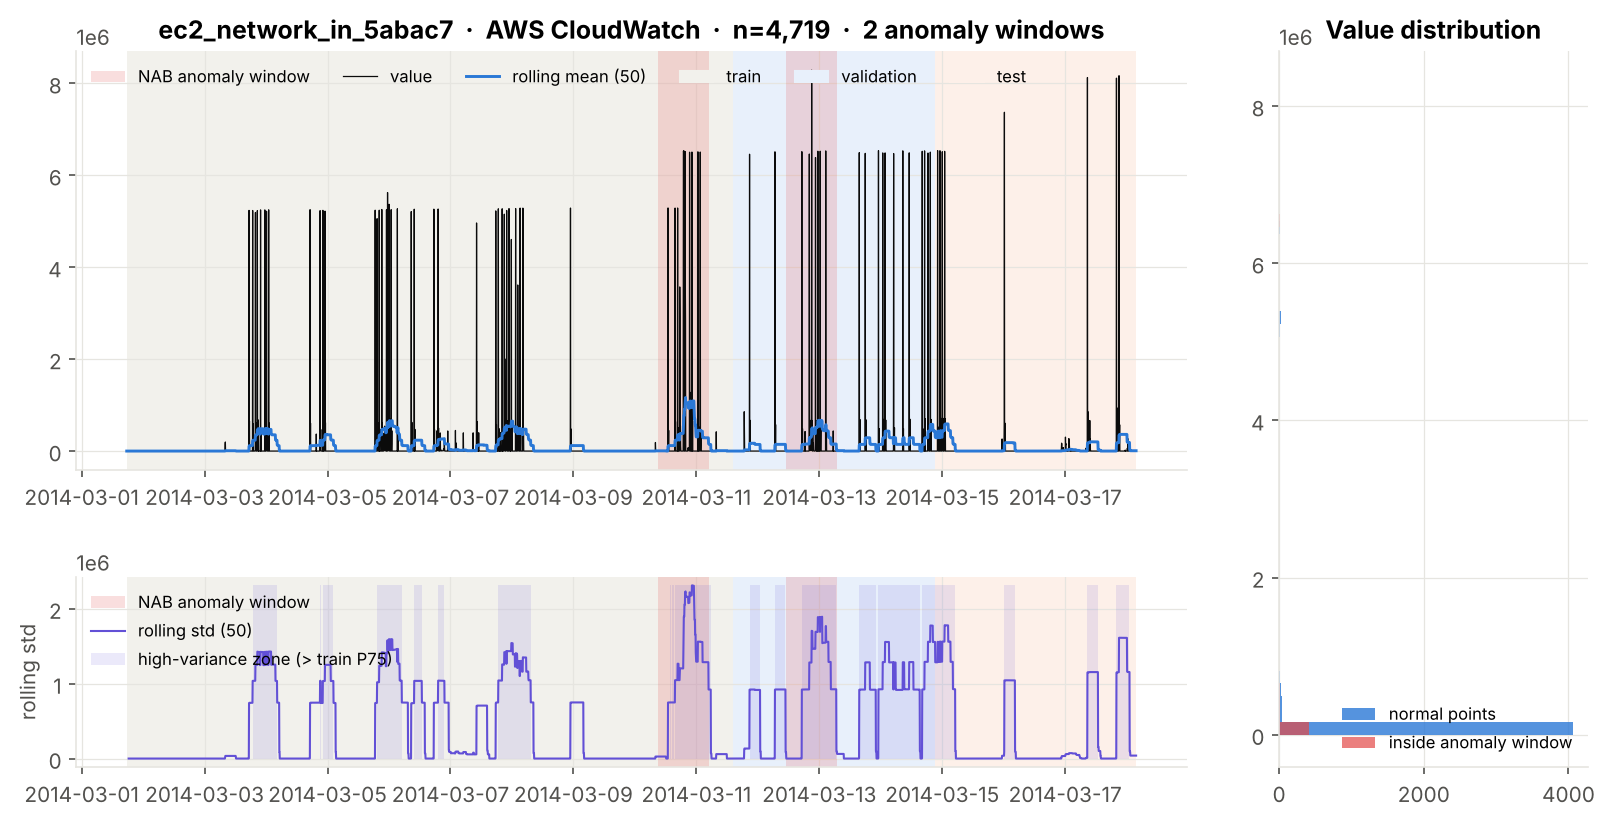 ec2_network_in_5abac7 · AWS CloudWatch · n=4,719 · 2 anomaly windows
1e6
NAB anomaly window
value
rolling mean (50)
train
validation
test
8
6
4
2
0
2014-03-01
2014-03-03
2014-03-05
2014-03-07
2014-03-09
2014-03-11
2014-03-13
2014-03-15
2014-03-17
1e6
NAB anomaly window
rolling std (50)
high-variance zone (> train P75)
rolling std
2
1
0
2014-03-01
2014-03-03
2014-03-05
2014-03-07
2014-03-09
2014-03-11
2014-03-13
2014-03-15
2014-03-17
Value distribution
1e6
8
6
4
2
0
normal points
inside anomaly window
0
2000
4000